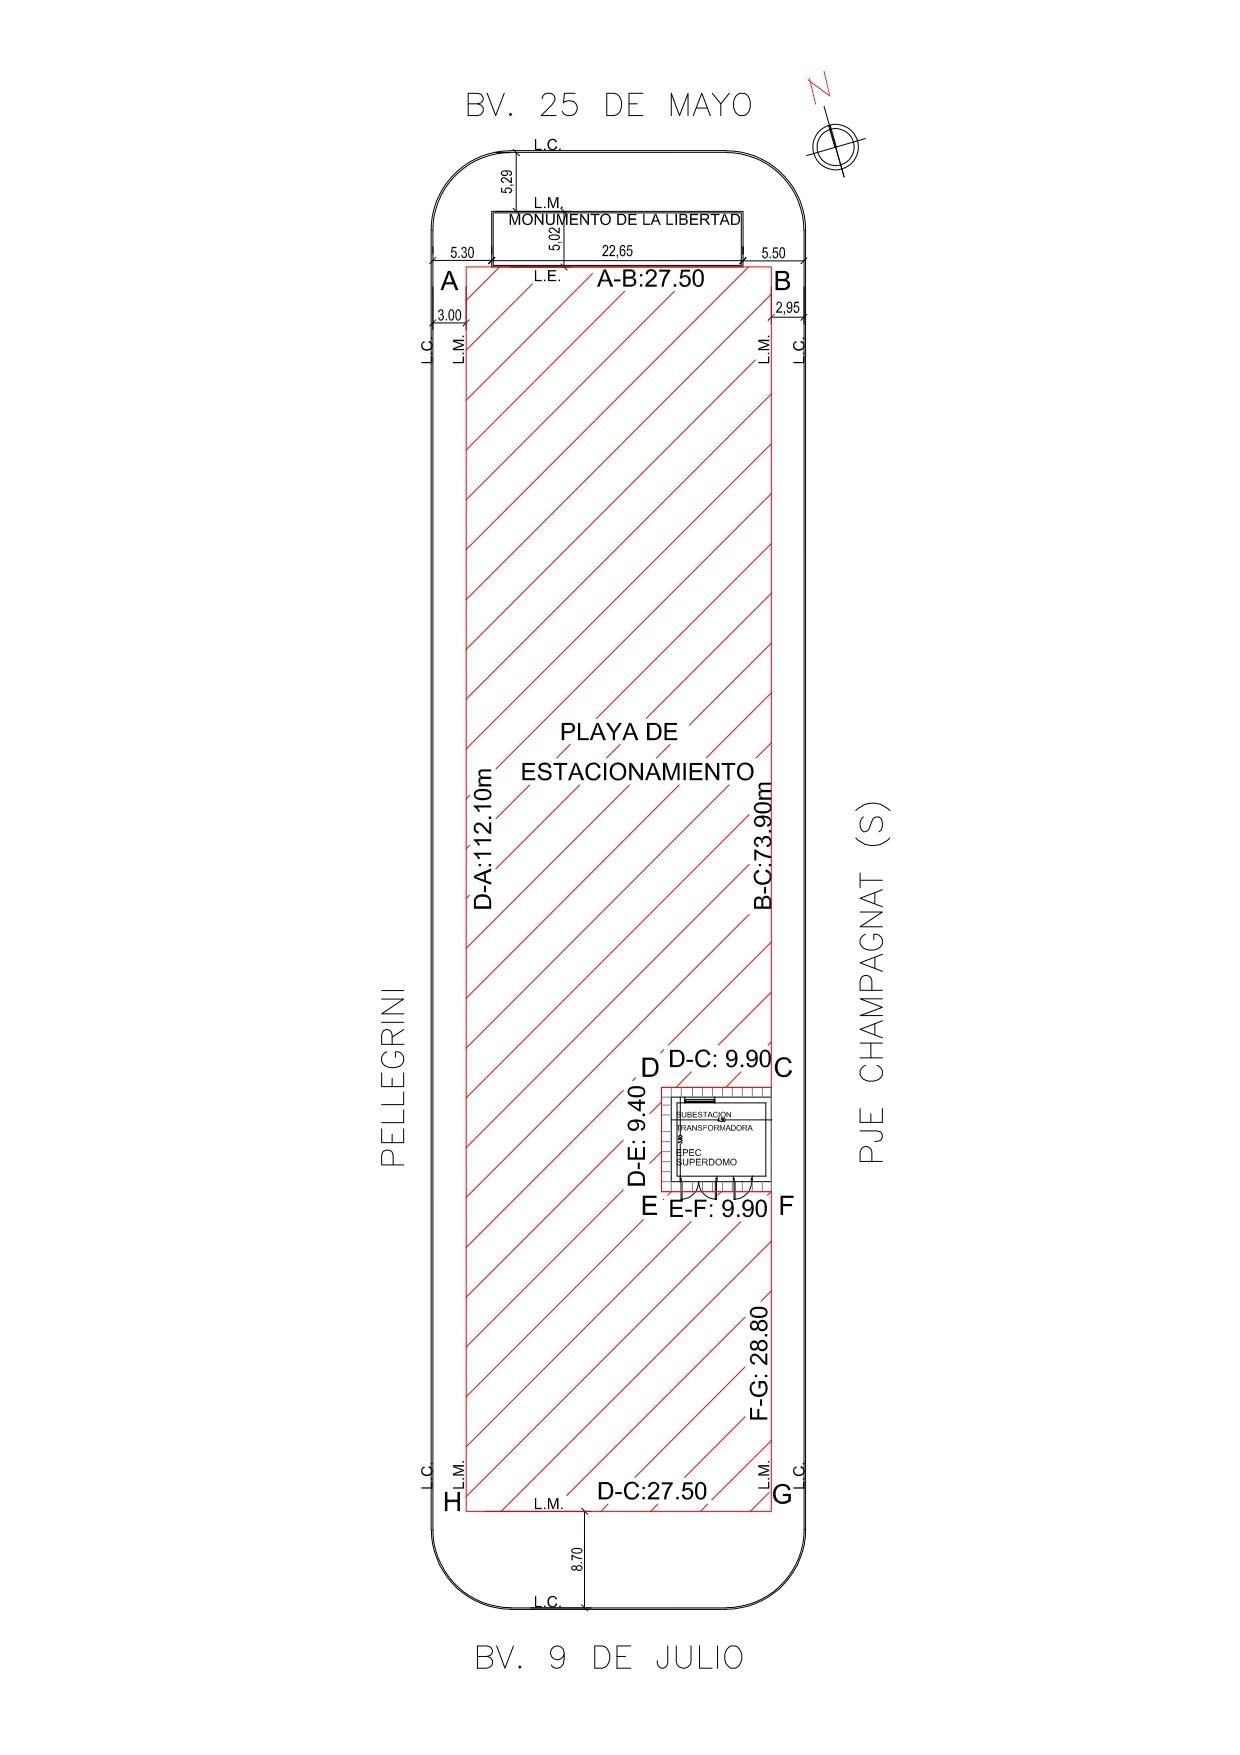 N
BV. 25 DE MAYO
L.C.
5,29
L.M.
MONUMENTO DE LA LIBERTAD
5,02
5.30
22,65
5.50
A
L.E.
A-B:27.50
B
3.00
2,95
L.C.
L.M.
L.M.
L.C.
PLAYA DE
ESTACIONAMIENTO
D-A:112.10m
B-C:73.90m
PELLEGRINI
PJE CHAMPAGNAT (S)
D
D-C: 9.90
C
D-E: 9.40
SUBESTACION
TRANSFORMADORA
EPEC
SUPERDOMO
E
E-F: 9.90
F
F-G: 28.80
L.C.
L.M.
L.M.
L.C.
H
D-C:27.50
G
L.M.
8.70
L.C.
BV. 9 DE JULIO